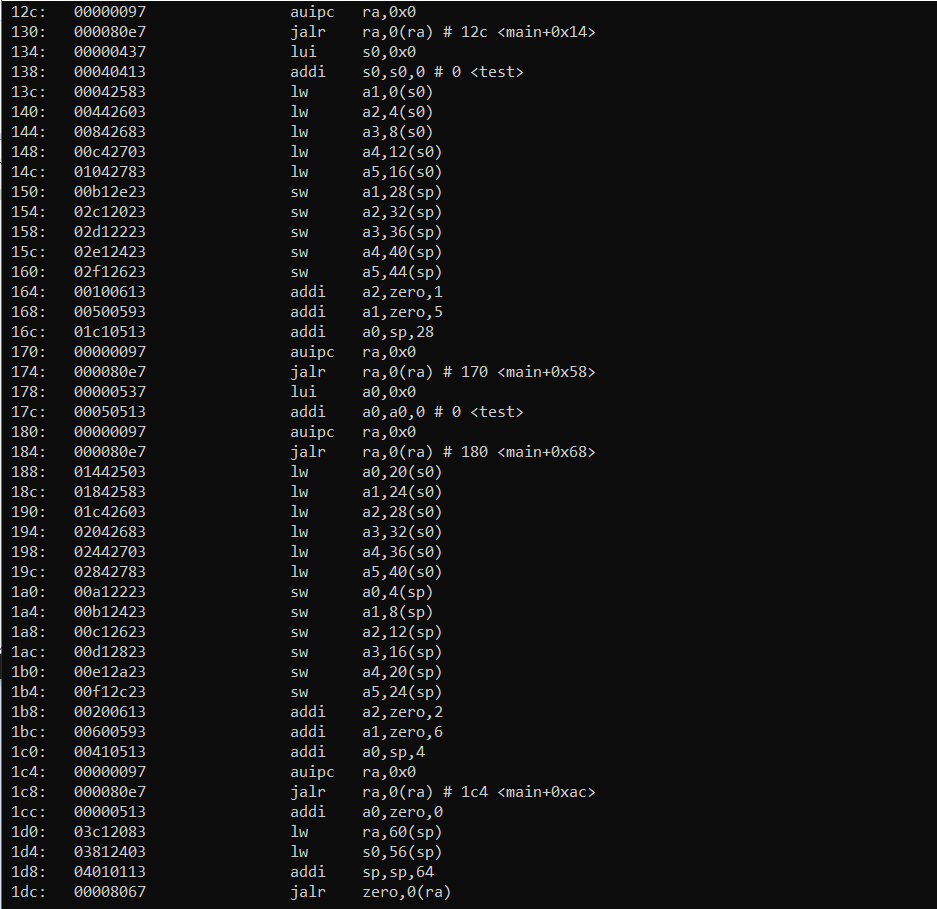 12c: 00000097 auipc ra,0x0
130: 000080e7 jalr ra,0(ra) # 12c <main+0x14>
134: 00000437 lui s0,0x0
138: 00040413 addi s0,s0,0 # 0 <test>
13c: 00042583 lw a1,0(s0)
140: 00442603 lw a2,4(s0)
144: 00842683 lw a3,8(s0)
148: 00c42703 lw a4,12(s0)
14c: 01042783 lw a5,16(s0)
150: 00b12e23 sw a1,28(sp)
154: 02c12023 sw a2,32(sp)
158: 02d12223 sw a3,36(sp)
15c: 02e12423 sw a4,40(sp)
160: 02f12623 sw a5,44(sp)
164: 00100613 addi a2,zero,1
168: 00500593 addi a1,zero,5
16c: 01c10513 addi a0,sp,28
170: 00000097 auipc ra,0x0
174: 000080e7 jalr ra,0(ra) # 170 <main+0x58>
178: 00000537 lui a0,0x0
17c: 00050513 addi a0,a0,0 # 0 <test>
180: 00000097 auipc ra,0x0
184: 000080e7 jalr ra,0(ra) # 180 <main+0x68>
188: 01442503 lw a0,20(s0)
18c: 01842583 lw a1,24(s0)
190: 01c42603 lw a2,28(s0)
194: 02042683 lw a3,32(s0)
198: 02442703 lw a4,36(s0)
19c: 02842783 lw a5,40(s0)
1a0: 00a12223 sw a0,4(sp)
1a4: 00b12423 sw a1,8(sp)
1a8: 00c12623 sw a2,12(sp)
1ac: 00d12823 sw a3,16(sp)
1b0: 00e12a23 sw a4,20(sp)
1b4: 00f12c23 sw a5,24(sp)
1b8: 00200613 addi a2,zero,2
1bc: 00600593 addi a1,zero,6
1c0: 00410513 addi a0,sp,4
1c4: 00000097 auipc ra,0x0
1c8: 000080e7 jalr ra,0(ra) # 1c4 <main+0xac>
1cc: 00000513 addi a0,zero,0
1d0: 03c12083 lw ra,60(sp)
1d4: 03812403 lw s0,56(sp)
1d8: 04010113 addi sp,sp,64
1dc: 00008067 jalr zero,0(ra)